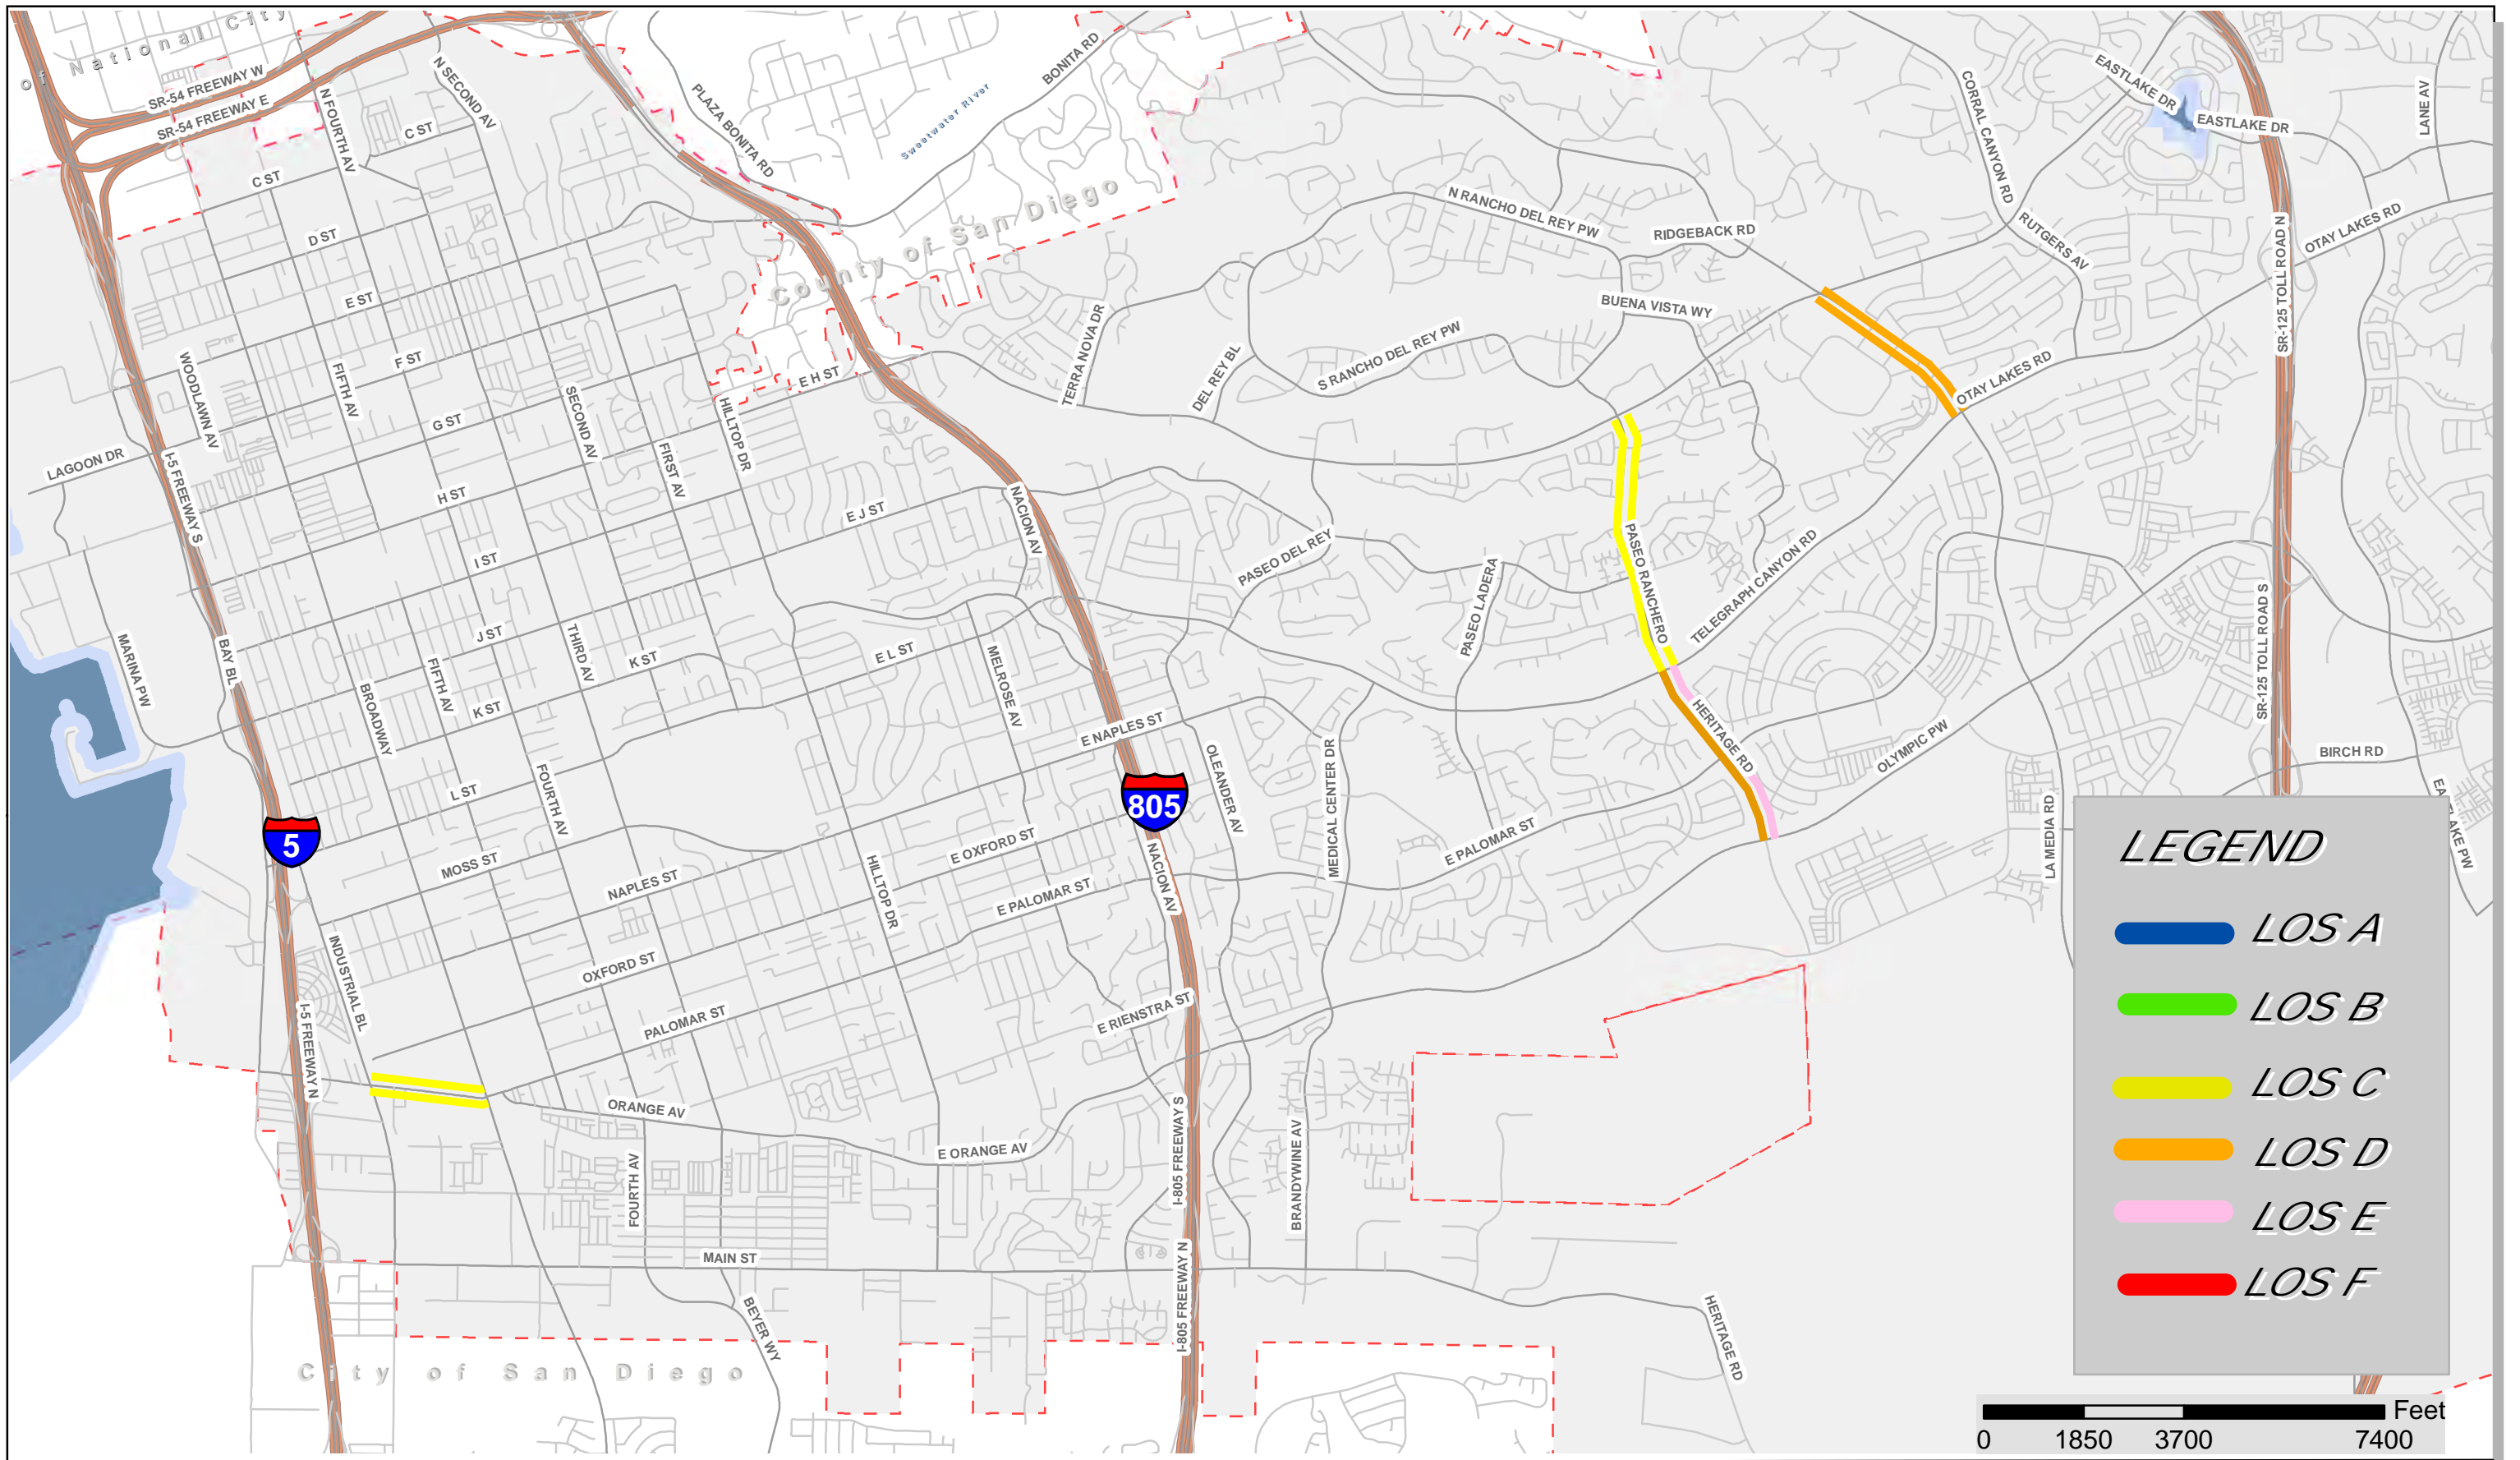 of National City
SR-54 FREEWAY W
SR-54 FREEWAY E
N FOURTH AV
N SECOND AV
C ST
C ST
PLAZA BONITA RD
BONITA RD
Sweetwater River
County of San Diego
CORRAL CANYON RD
EASTLAKE DR
EASTLAKE DR
LANE AV
N RANCHO DEL REY PW
RIDGEBACK RD
RUTGERS AV
OTAY LAKES RD
SR-125 TOLL ROAD N
D ST
E ST
F ST
WOODLAWN AV
FIFTH AV
G ST
SECOND AV
FIRST AV
HILLTOP DR
E H ST
TERRA NOVA DR
DEL REY BL
S RANCHO DEL REY PW
BUENA VISTA WY
OTAY LAKES RD
LAGOON DR
I-5 FREEWAY S
H ST
E J ST
NACION AV
I ST
PASEO DEL REY
PASEO LADERA
PASEO RANCHERO
TELEGRAPH CANYON RD
SR-125 TOLL ROAD S
MARINA PW
BAY BL
J ST
THIRD AV
K ST
E L ST
MELROSE AV
BROADWAY
FIFTH AV
K ST
E NAPLES ST
OLEANDER AV
MEDICAL CENTER DR
HERITAGE RD
OLYMPIC PW
BIRCH RD
L ST
FOURTH AV
5
805
MOSS ST
NAPLES ST
HILLTOP DR
E OXFORD ST
E PALOMAR ST
NACION AV
E PALOMAR ST
LA MEDIA RD
EASTLAKE PW
INDUSTRIAL BL
OXFORD ST
PALOMAR ST
E RIENSTRA ST
I-5 FREEWAY N
ORANGE AV
E ORANGE AV
FOURTH AV
I-805 FREEWAY S
BRANDYWINE AV
MAIN ST
I-805 FREEWAY N
BEYER WY
HERITAGE RD
City of San Diego
LEGEND
LOS A
LOS B
LOS C
LOS D
LOS E
LOS F
Feet
0 1850 3700 7400